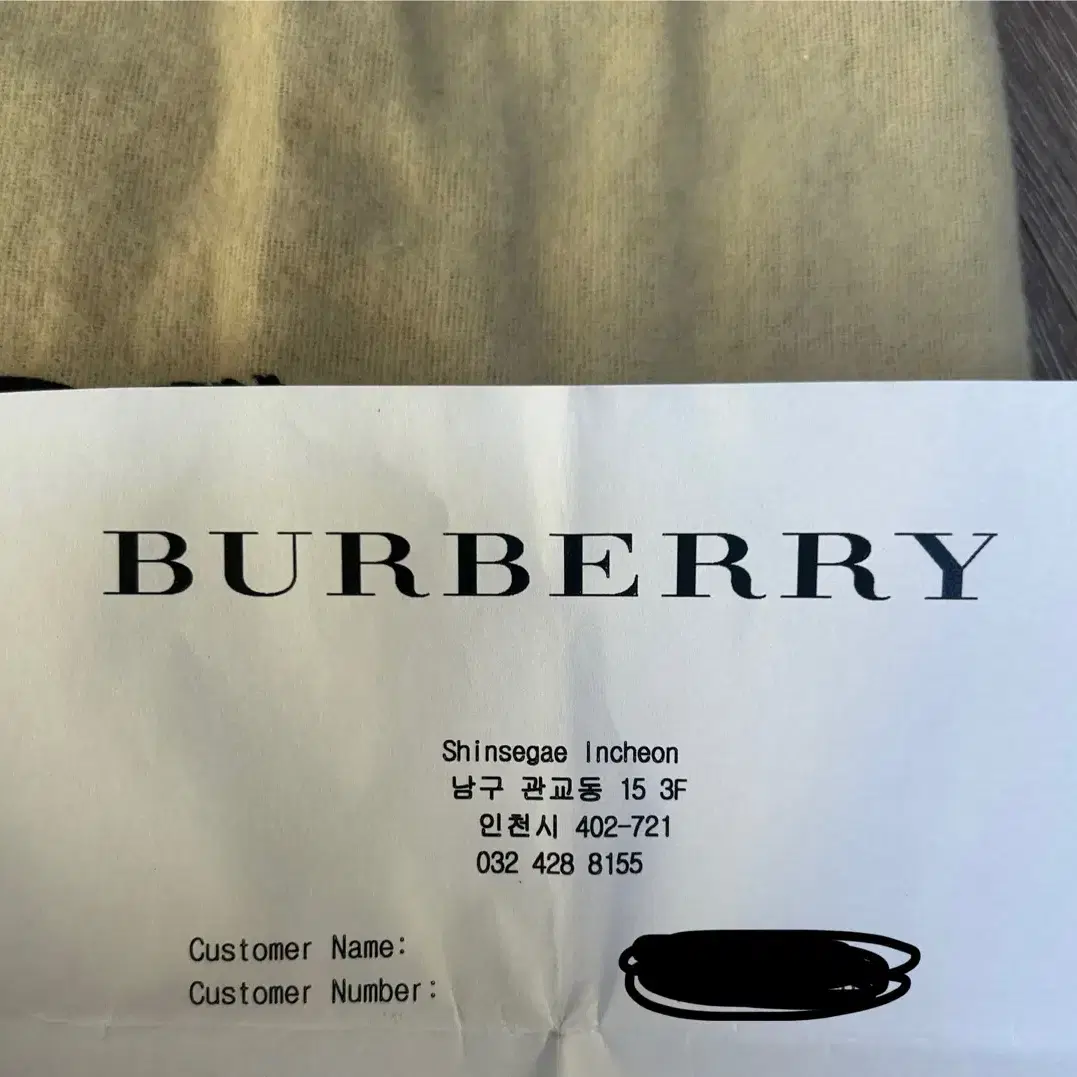 BURBERRY
Shinsegae Incheon
남구 관교동 15 3F
인천시 402-721
032 428 8155
Customer Name:
Customer Number: